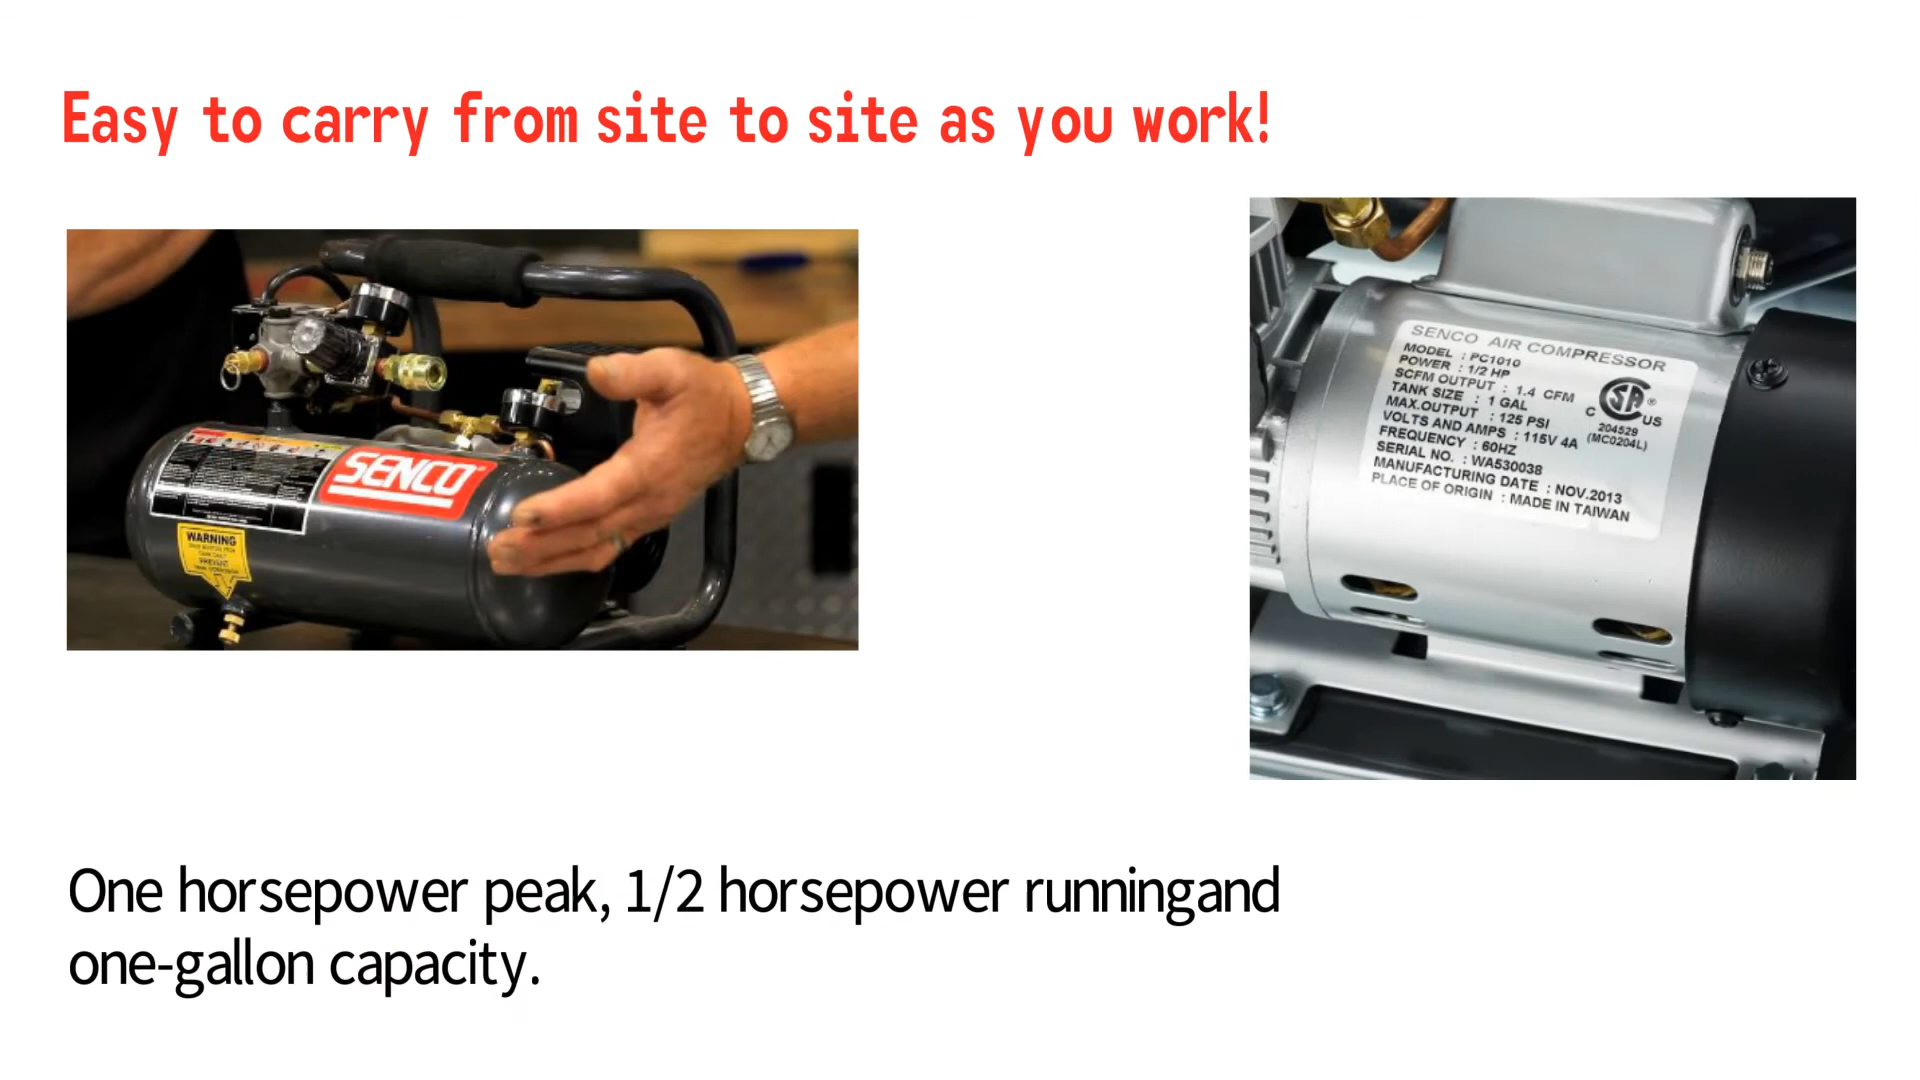 Easy to carry from site to site as you work!
SENCO
WARNING
SENCO AIR COMPRESSOR
MODEL : PC1010
POWER : 1/2 HP
SCFM OUTPUT : 1.4 CFM
TANK SIZE : 1 GAL
MAX.OUTPUT : 125 PSI
VOLTS AND AMPS : 115V 4A
FREQUENCY : 60HZ
SERIAL NO. : WA530038
MANUFACTURING DATE : NOV.2013
PLACE OF ORIGIN : MADE IN TAIWAN
C SA ® US
204529
(MC0204L)
One horsepower peak, 1/2 horsepower runningand
one-gallon capacity.